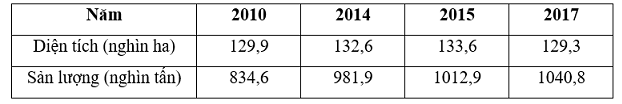 Năm 2010 2014 2015 2017
Diện tích (nghìn ha) 129,9 132,6 133,6 129,3
Sản lượng (nghìn tấn) 834,6 981,9 1012,9 1040,8